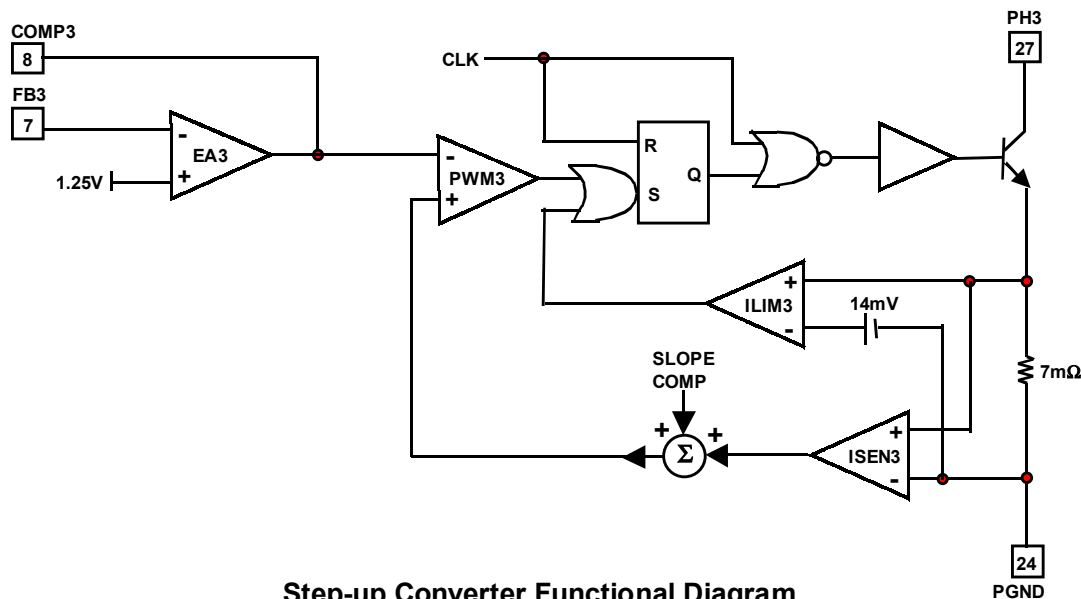 COMP3
8
FB3
7
-
EA3
+
1.25V
CLK
-
PWM3
+
R
S
Q
PH3
27
+
ILIM3
-
14mV
7mΩ
SLOPE
COMP
+
Σ
+
+
ISEN3
-
24
PGND
Step-up Converter Functional Diagram